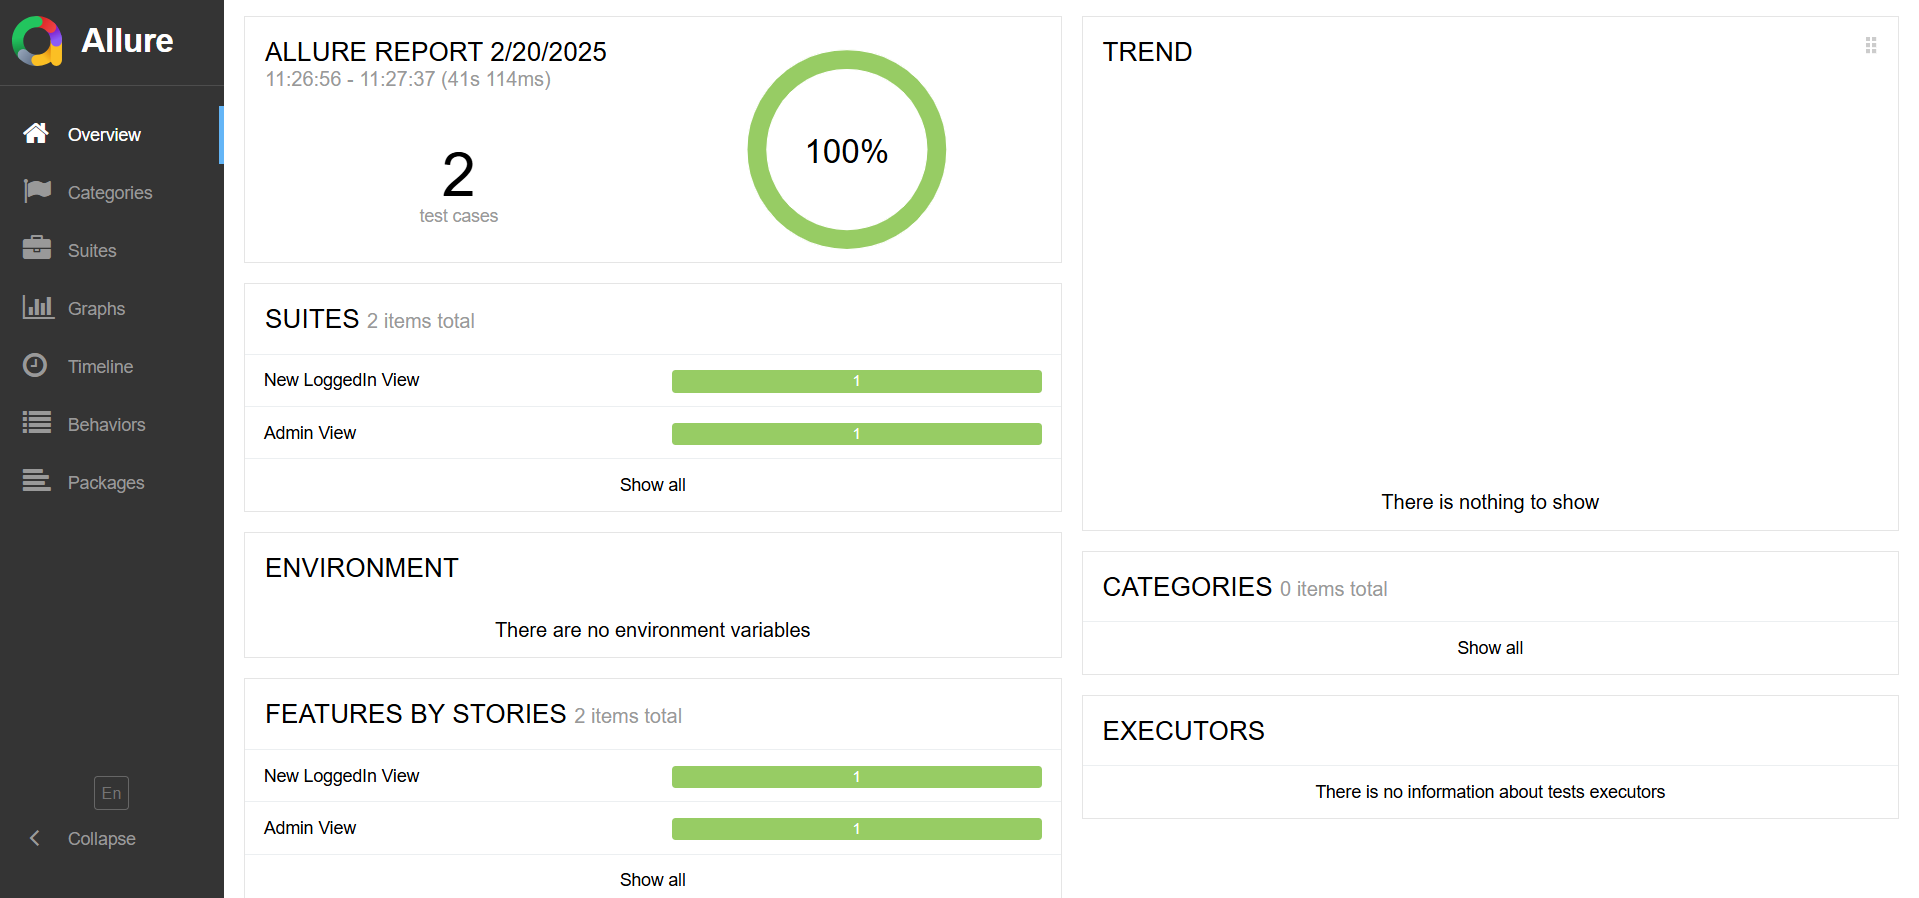 Allure
Overview
Categories
Suites
Graphs
Timeline
Behaviors
Packages
En
Collapse
ALLURE REPORT 2/20/2025
11:26:56 - 11:27:37 (41s 114ms)
2
test cases
100%
SUITES 2 items total
New LoggedIn View 1
Admin View 1
Show all
ENVIRONMENT
There are no environment variables
FEATURES BY STORIES 2 items total
New LoggedIn View 1
Admin View 1
Show all
TREND
There is nothing to show
CATEGORIES 0 items total
Show all
EXECUTORS
There is no information about tests executors